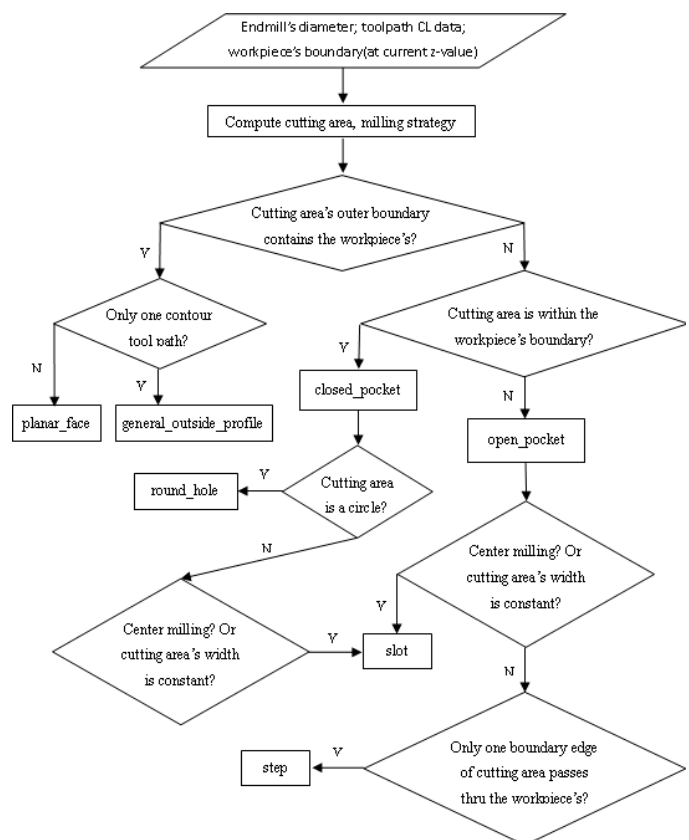 Endmill's diameter; toolpath CL data;
workpiece's boundary(at current z-value)
Compute cutting area, milling strategy
Cutting area's outer boundary
contains the workpiece's?
Y
N
Only one contour
tool path?
Cutting area is within the
workpiece's boundary?
N
Y
Y
N
planar_face
general_outside_profile
closed_pocket
open_pocket
round_hole
Y
Cutting area
is a circle?
N
Center milling? Or
cutting area's width
is constant?
Y
slot
Y
Center milling? Or
cutting area's width
is constant?
N
step
Y
Only one boundary edge
of cutting area passes
thru the workpiece's?